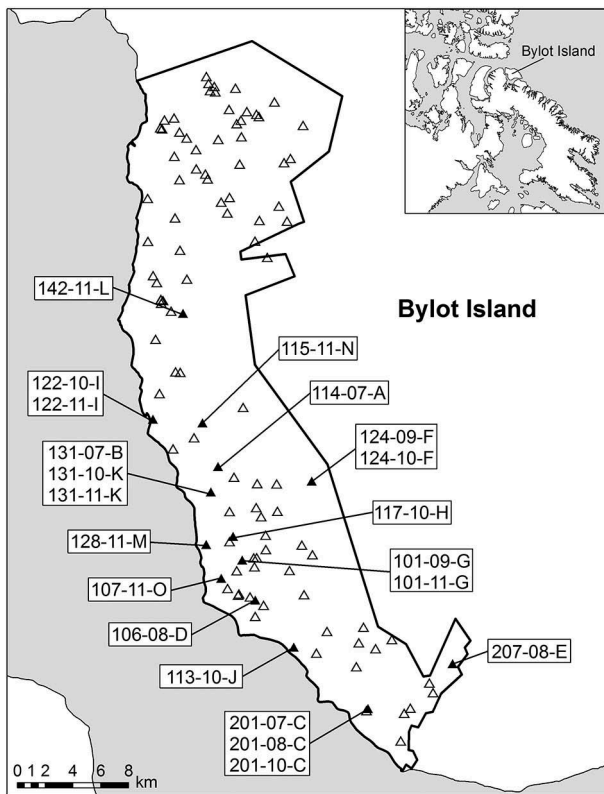 Bylot Island
Bylot Island
142-11-L
115-11-N
114-07-A
122-10-I
122-11-I
124-09-F
124-10-F
131-07-B
131-10-K
131-11-K
117-10-H
128-11-M
101-09-G
101-11-G
107-11-O
106-08-D
207-08-E
113-10-J
201-07-C
201-08-C
201-10-C
0 1 2 4 6 8
km